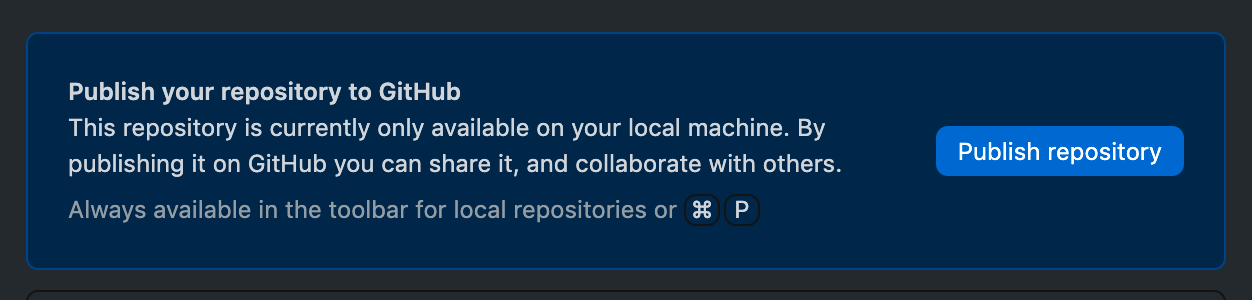 Publish your repository to GitHub
This repository is currently only available on your local machine. By
publishing it on GitHub you can share it, and collaborate with others.
Publish repository
Always available in the toolbar for local repositories or ⌘ P